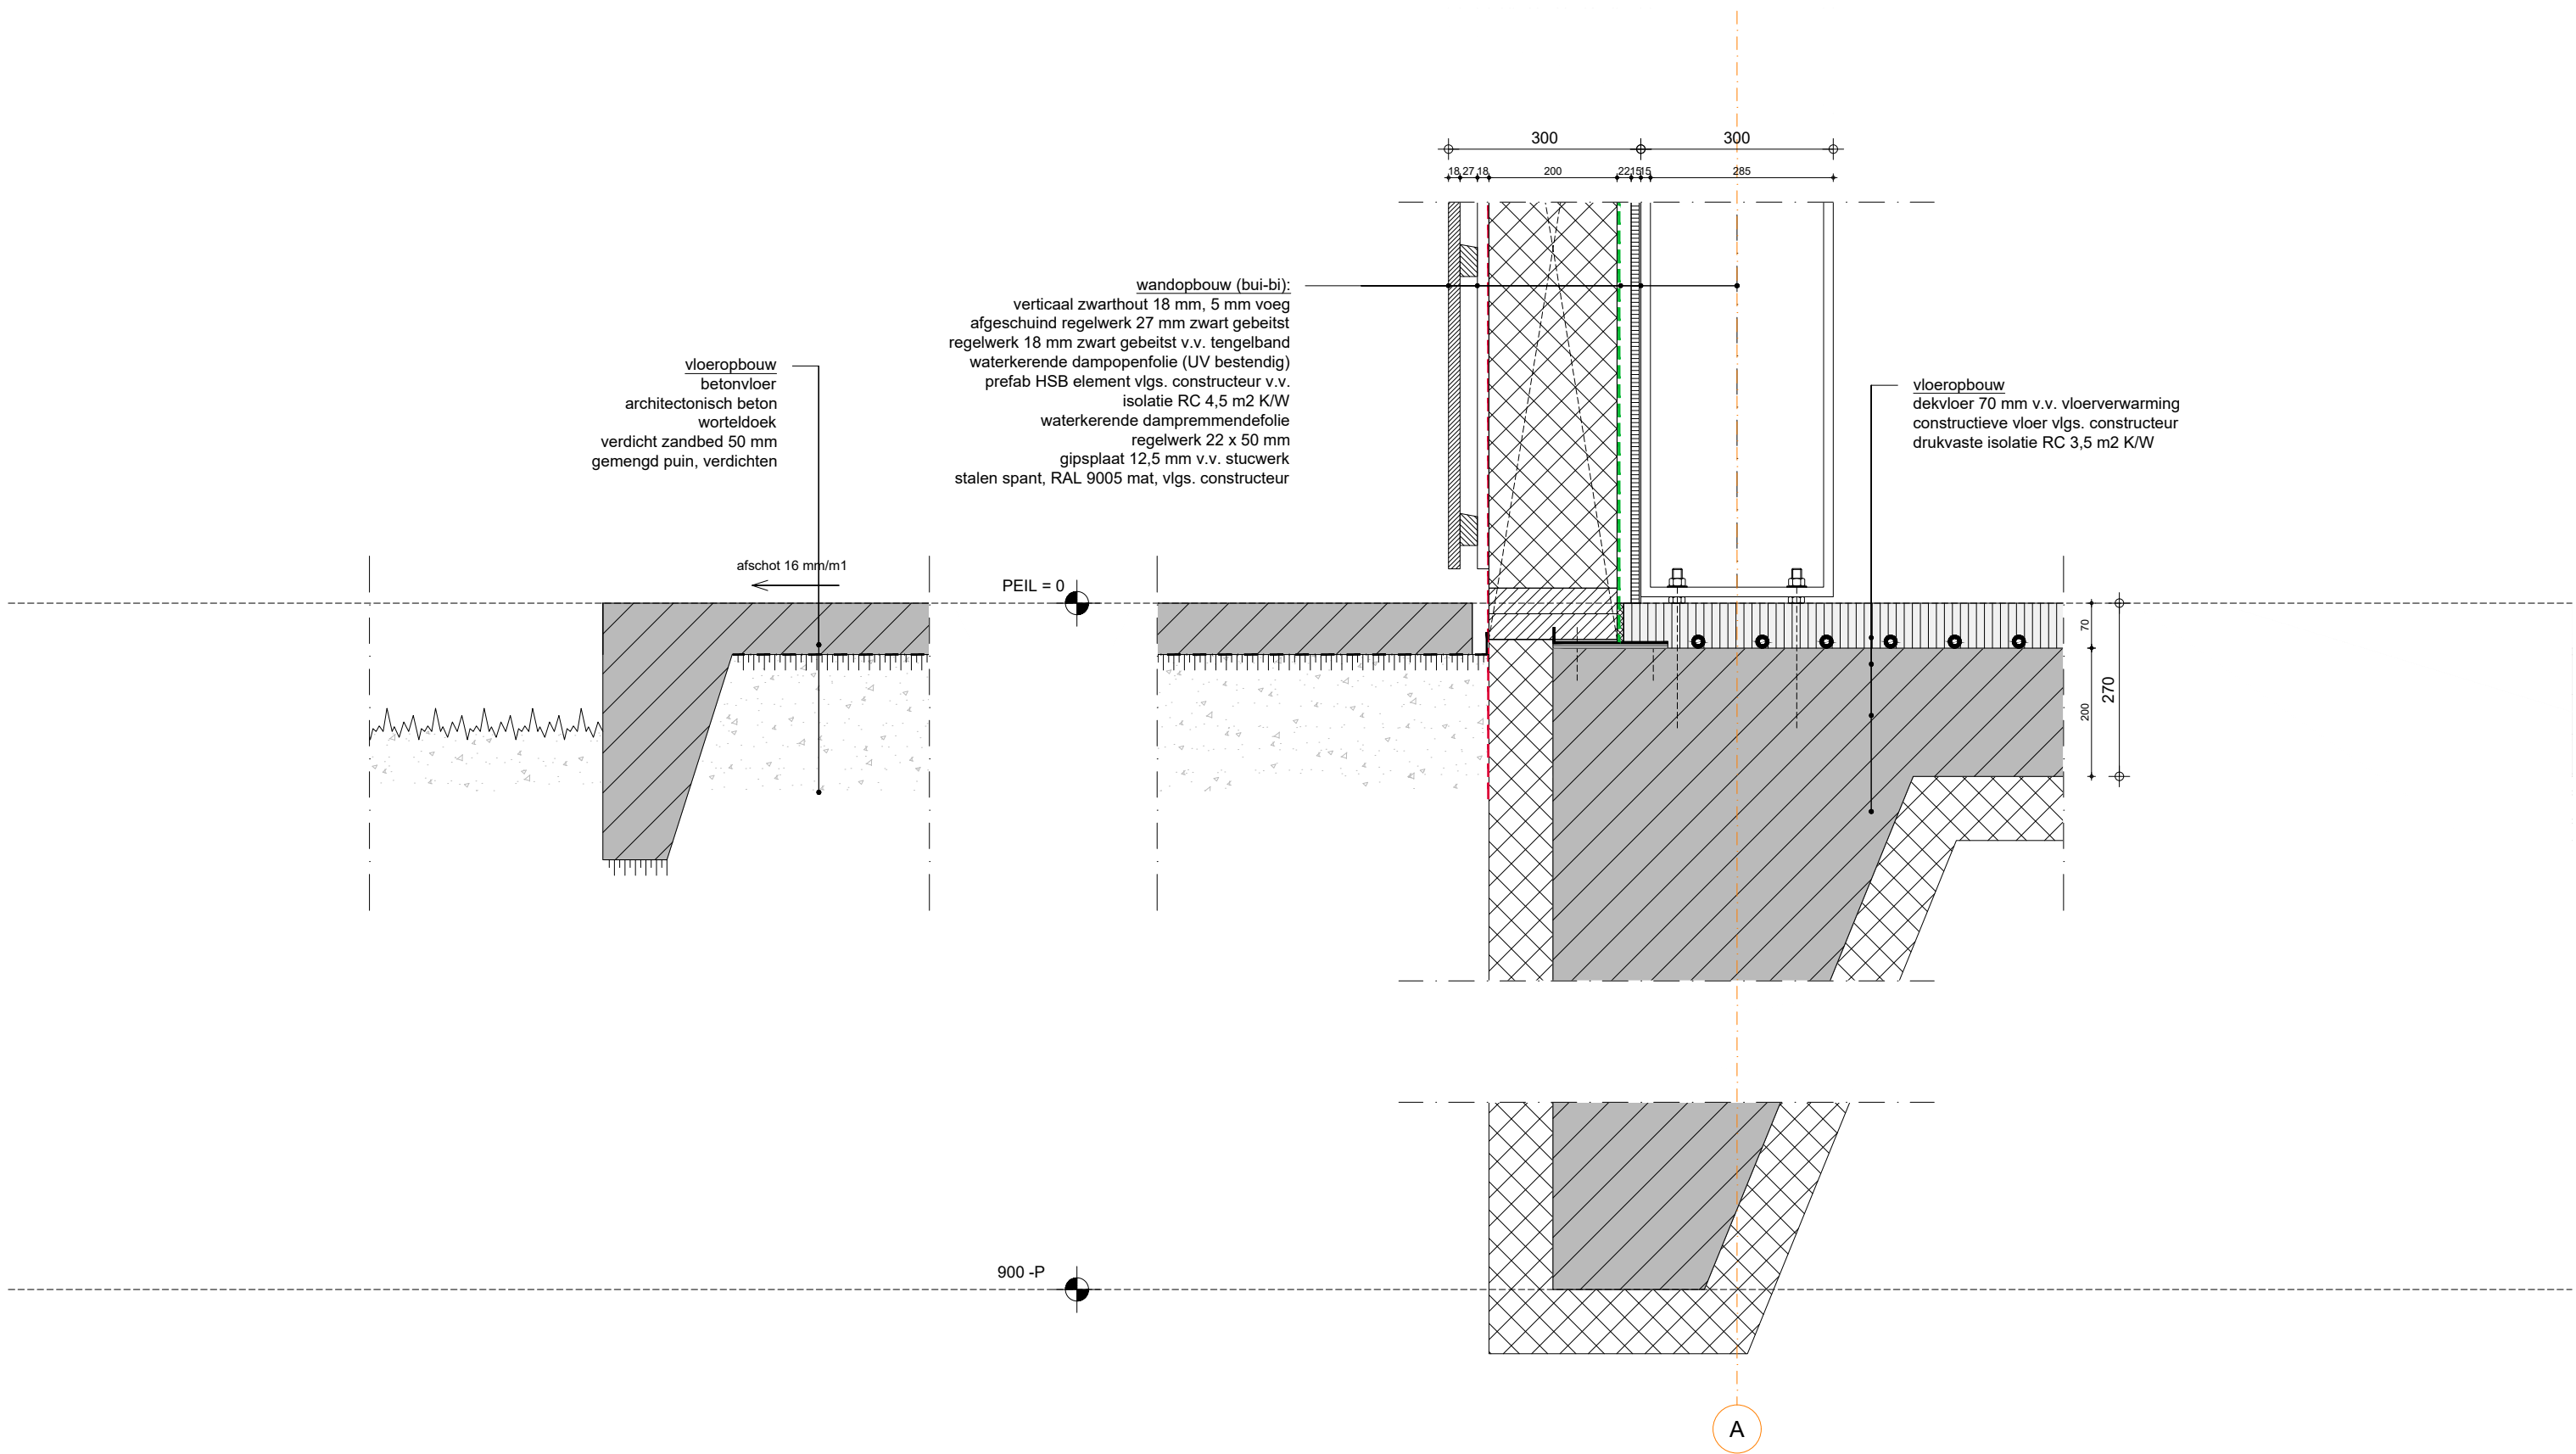 300
300
18
27
18
200
22
15
15
285
wandopbouw (bui-bi):
verticaal zwarthout 18 mm, 5 mm voeg
afgeschuind regelwerk 27 mm zwart gebeitst
regelwerk 18 mm zwart gebeitst v.v. tengelband
waterkerende dampopenfolie (UV bestendig)
prefab HSB element vlgs. constructeur v.v.
isolatie RC 4,5 m2 K/W
waterkerende dampremmendefolie
regelwerk 22 x 50 mm
gipsplaat 12,5 mm v.v. stucwerk
stalen spant, RAL 9005 mat, vlgs. constructeur
vloeropbouw
betonvloer
architectonisch beton
worteldoek
verdicht zandbed 50 mm
gemengd puin, verdichten
vloeropbouw
dekvloer 70 mm v.v. vloerverwarming
constructieve vloer vlgs. constructeur
drukvaste isolatie RC 3,5 m2 K/W
afschot 16 mm/m1
PEIL = 0
70
200
270
900 -P
A